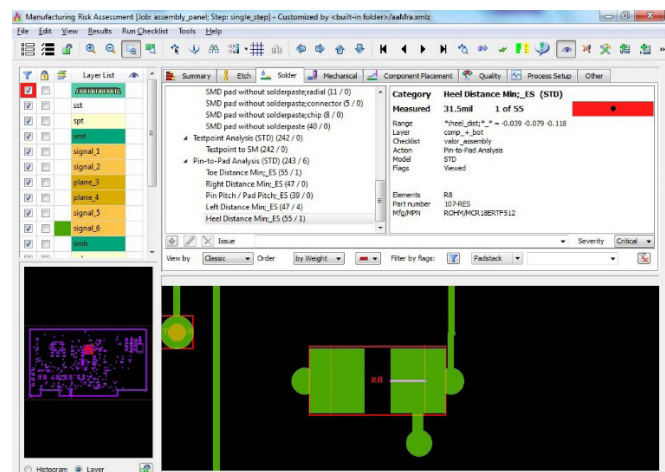 Manufacturing Risk Assessment [Job: assembly_panel; Step: single_step] - Customized by <built-in folder>/aaMra.xmlz
File Edit View Results Run Checklist Tools Help
Layer List
sst
spt
smt
signal_1
signal_2
plane_3
plane_4
signal_5
signal_6
smb
Summary Etch Solder Mechanical Component Placement Quality Process Setup Other
SMD pad without solderpaste;radial (11 / 0)
SMD pad without solderpaste;connector (5 / 0)
SMD pad without solderpaste;chip (8 / 0)
SMD pad without solderpaste (40 / 0)
Testpoint Analysis (STD) (242 / 0)
Testpoint to SM (242 / 0)
Pin-to-Pad Analysis (STD) (243 / 6)
Toe Distance Min;_ES (55 / 1)
Right Distance Min;_ES (47 / 0)
Pin Pitch / Pad Pitch;_ES (39 / 0)
Left Distance Min;_ES (47 / 4)
Heel Distance Min;_ES (55 / 1)
Category Heel Distance Min;_ES (STD)
Measured 31.5mil 1 of 55
Range *;heel_dist;*_* = -0.039 -0.079 -0.118
Layer comp_+_bot
Checklist valor_assembly
Action Pin-to-Pad Analysis
Model STD
Flags Viewed
Elements R8
Part number 107-RES
Mfg/MPN ROHM/MCR18ERTF512
Issue Severity Critical
View by Classic Order by Weight Filter by flags: Padstack
R8
Histogram Layer